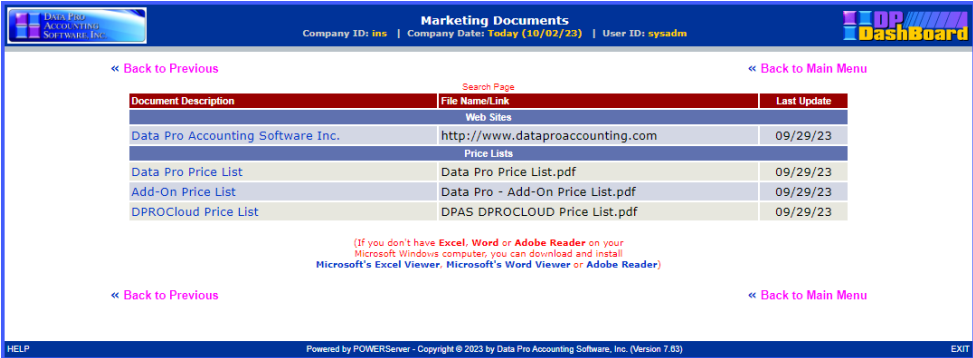 DATA PRO
ACCOUNTING
SOFTWARE, INC.
Marketing Documents
Company ID: ins | Company Date: Today (10/02/23) | User ID: sysadm
DP
DashBoard
« Back to Previous « Back to Main Menu
Search Page
Document Description File Name/Link Last Update
Web Sites
Data Pro Accounting Software Inc. http://www.dataproaccounting.com 09/29/23
Price Lists
Data Pro Price List Data Pro Price List.pdf 09/29/23
Add-On Price List Data Pro - Add-On Price List.pdf 09/29/23
DPROCloud Price List DPAS DPROCLOUD Price List.pdf 09/29/23
(If you don't have Excel, Word or Adobe Reader on your
Microsoft Windows computer, you can download and install
Microsoft's Excel Viewer, Microsoft's Word Viewer or Adobe Reader)
« Back to Previous « Back to Main Menu
HELP Powered by POWERServer - Copyright © 2023 by Data Pro Accounting Software, Inc. (Version 7.63) EXIT